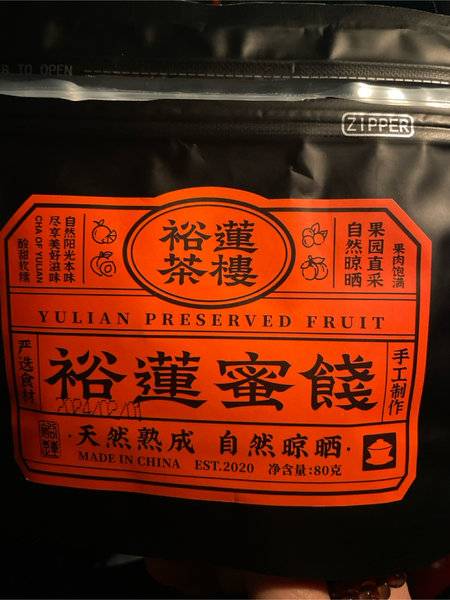 TO OPEN
ZIPPER
自然阳光本味
尽享美好滋味
CHA OF YULIAN
酸甜软糯
裕蓮
茶樓
果肉饱满
果园直采
自然晾晒
YULIAN PRESERVED FRUIT
严选食材
裕蓮蜜餞
手工制作
天然熟成 自然晾晒
MADE IN CHINA EST.2020 净含量:80克